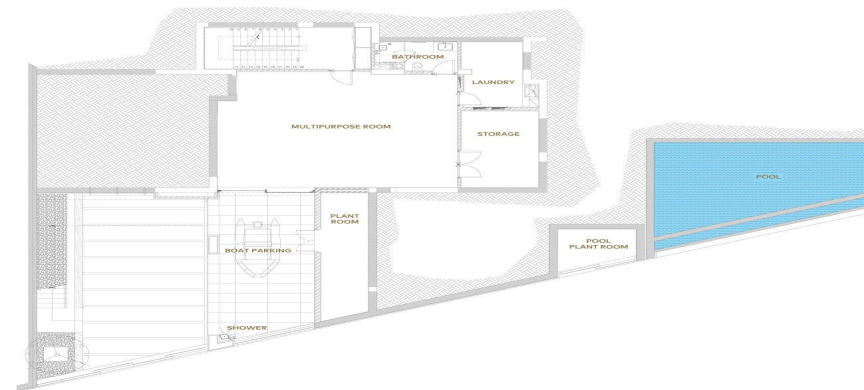 BATHROOM
LAUNDRY
MULTIPURPOSE ROOM
STORAGE
POOL
PLANT
ROOM
BOAT PARKING
POOL
PLANT ROOM
SHOWER